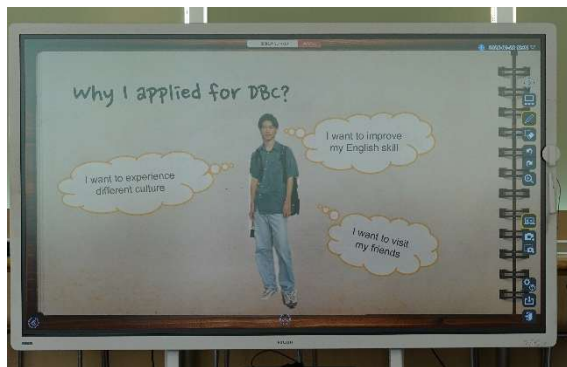 Why I applied for DBC?
I want to improve
my English skill
I want to experience
different culture
I want to visit
my friends